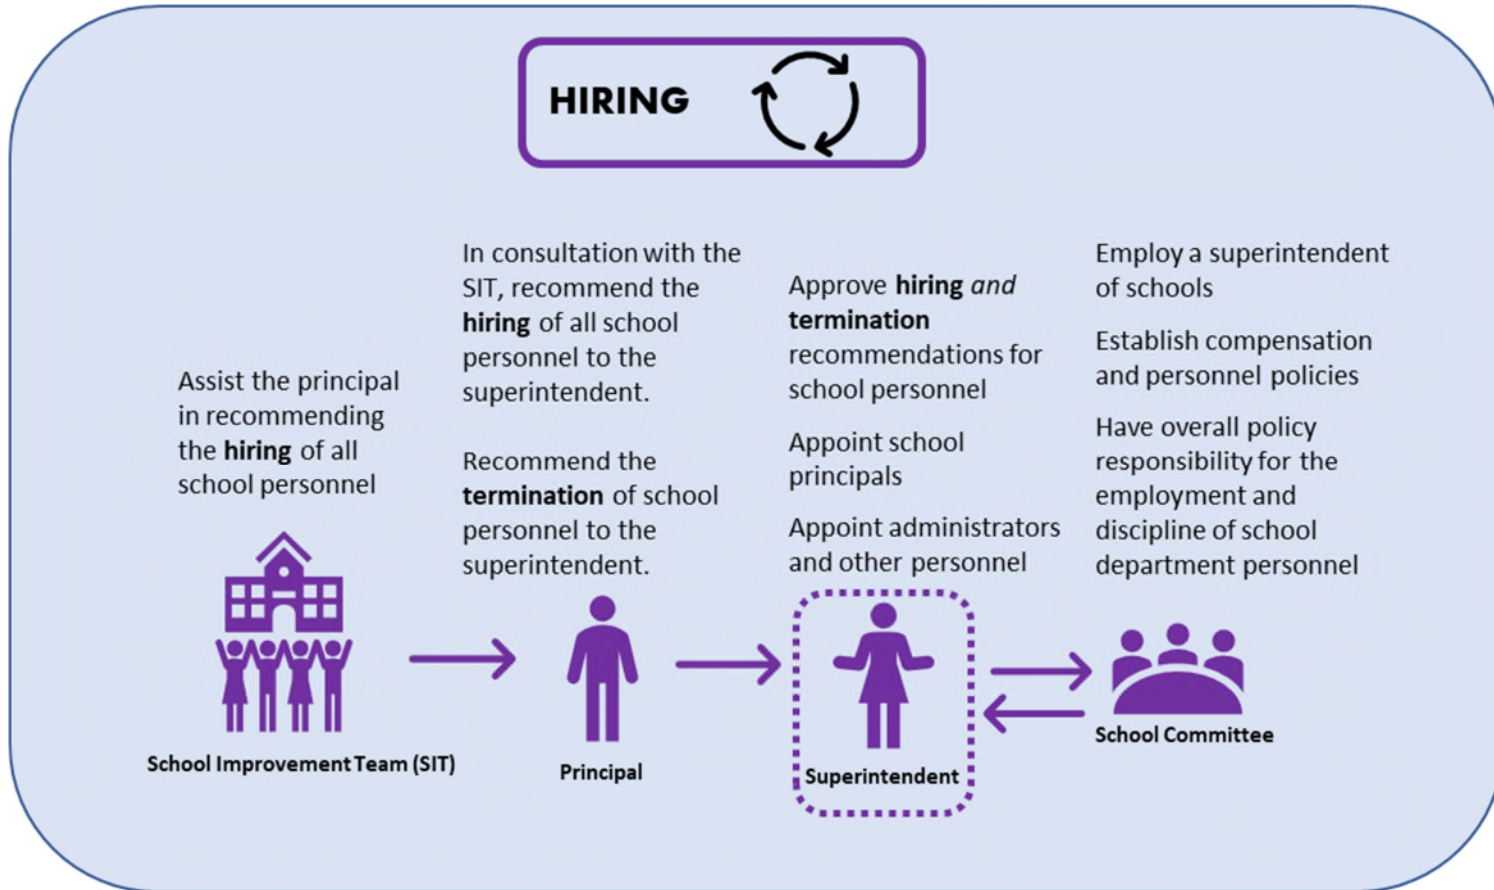 HIRING
Assist the principal
in recommending
the hiring of all
school personnel
School Improvement Team (SIT)
In consultation with the
SIT, recommend the
hiring of all school
personnel to the
superintendent.
Recommend the
termination of school
personnel to the
superintendent.
Principal
Approve hiring and
termination
recommendations for
school personnel
Appoint school
principals
Appoint administrators
and other personnel
Superintendent
Employ a superintendent
of schools
Establish compensation
and personnel policies
Have overall policy
responsibility for the
employment and
discipline of school
department personnel
School Committee